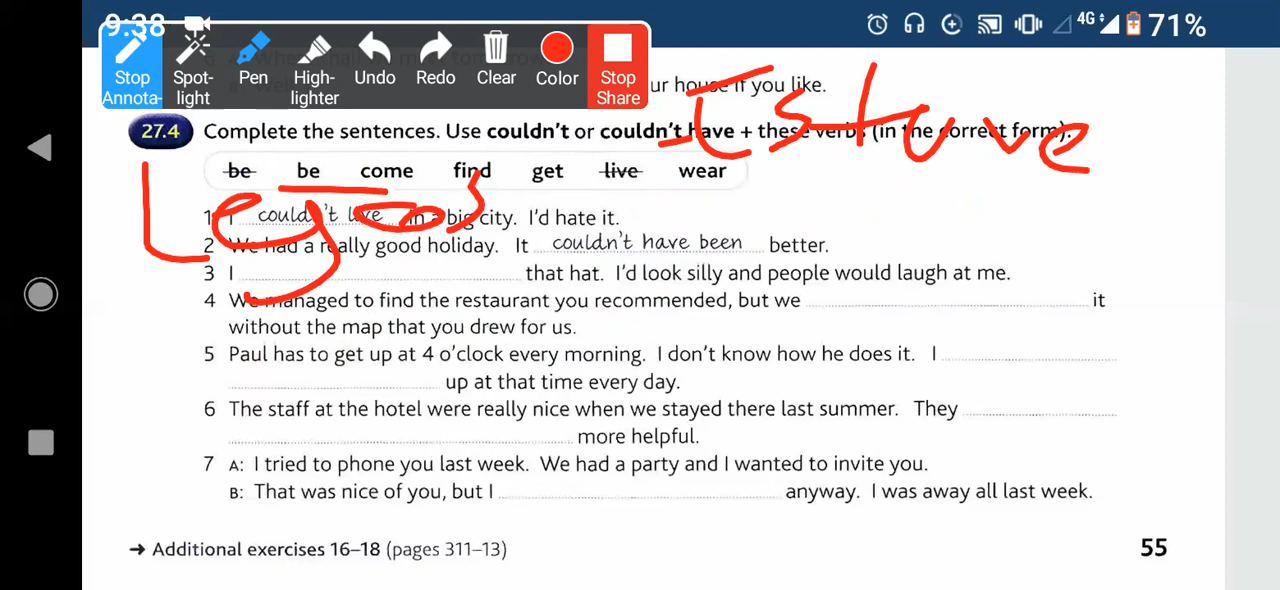 9:38
4G
71%
Stop Annota-
Spot-light
Pen
High-lighter
Undo
Redo
Clear
Color
Stop Share
ur house if you like.
27.4 Complete the sentences. Use couldn't or couldn't have + these verbs (in the correct form):
be be come find get live wear
1 I couldn't live in a big city. I'd hate it.
2 We had a really good holiday. It couldn't have been better.
3 I that hat. I'd look silly and people would laugh at me.
4 We managed to find the restaurant you recommended, but we it
without the map that you drew for us.
5 Paul has to get up at 4 o'clock every morning. I don't know how he does it. I
up at that time every day.
6 The staff at the hotel were really nice when we stayed there last summer. They
more helpful.
7 A: I tried to phone you last week. We had a party and I wanted to invite you.
B: That was nice of you, but I anyway. I was away all last week.
→ Additional exercises 16–18 (pages 311–13)
55